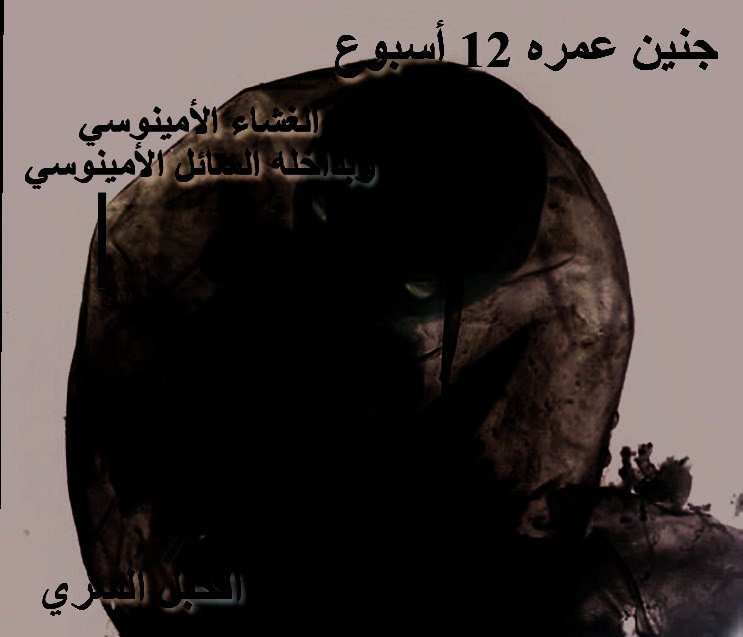 جنين عمره 12 أسبوع
الغشاء الأمينوسي
وبداخله السائل الأمينوسي
الحبل السري